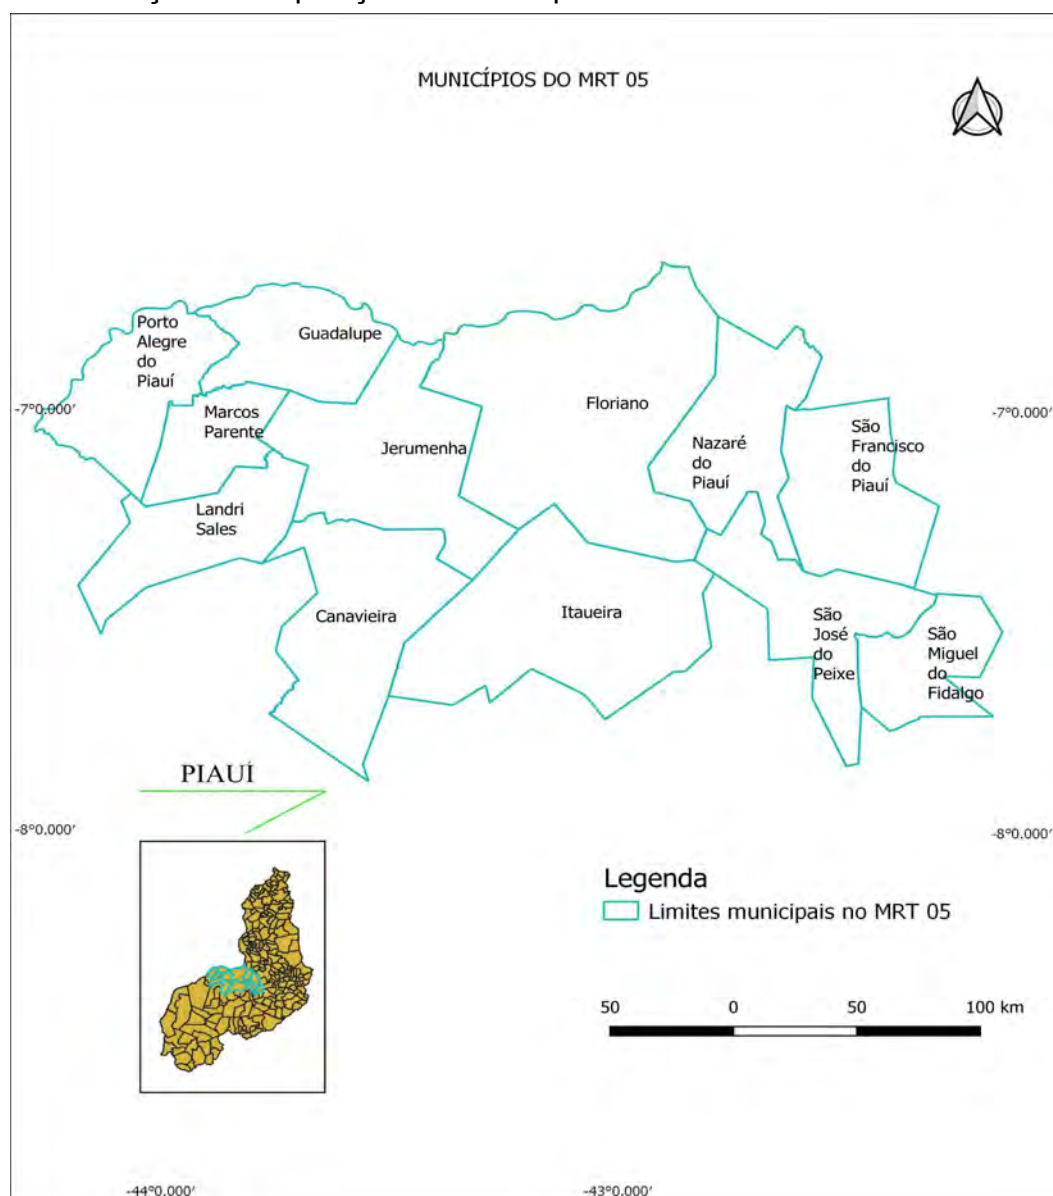 MUNICÍPIOS DO MRT 05
Porto
Alegre
do
Piauí
Guadalupe
-7°0.000'
-7°0.000'
Marcos
Parente
Floriano
Jerumenha
Nazaré
do
Piauí
São
Francisco
do
Piauí
Landri
Sales
Canavieira
Itaueira
São
José
do
Peixe
São
Miguel
do
Fidalgo
PIAUÍ
-8°0.000'
-8°0.000'
Legenda
Limites municipais no MRT 05
50 0 50 100 km
-44°0.000'
-43°0.000'